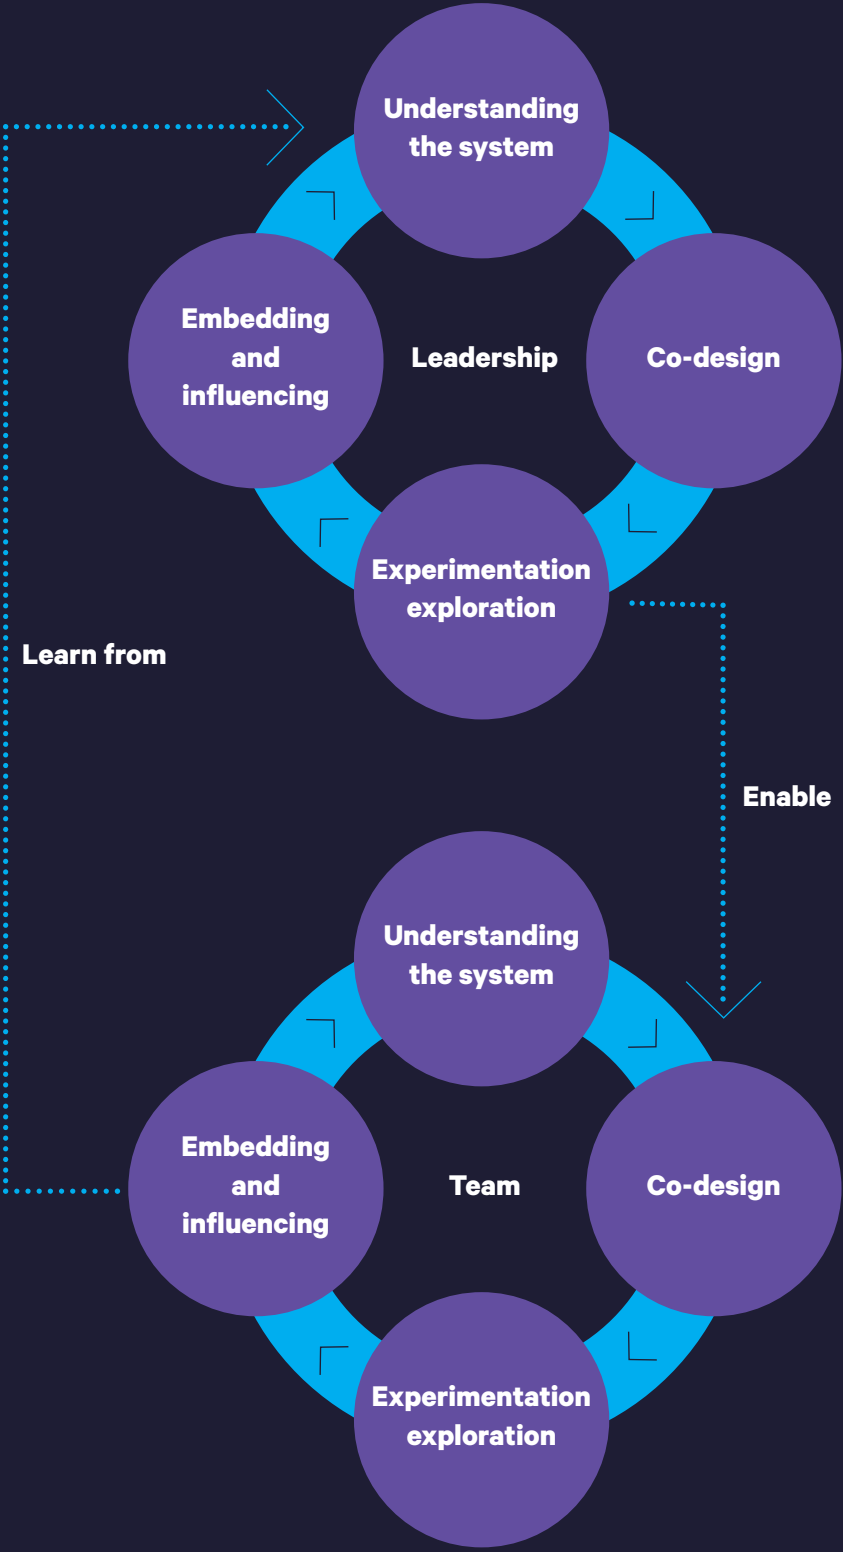 Understanding
the system
Embedding
and
influencing
Leadership
Co-design
Experimentation
exploration
Learn from
Enable
Understanding
the system
Embedding
and
influencing
Team
Co-design
Experimentation
exploration